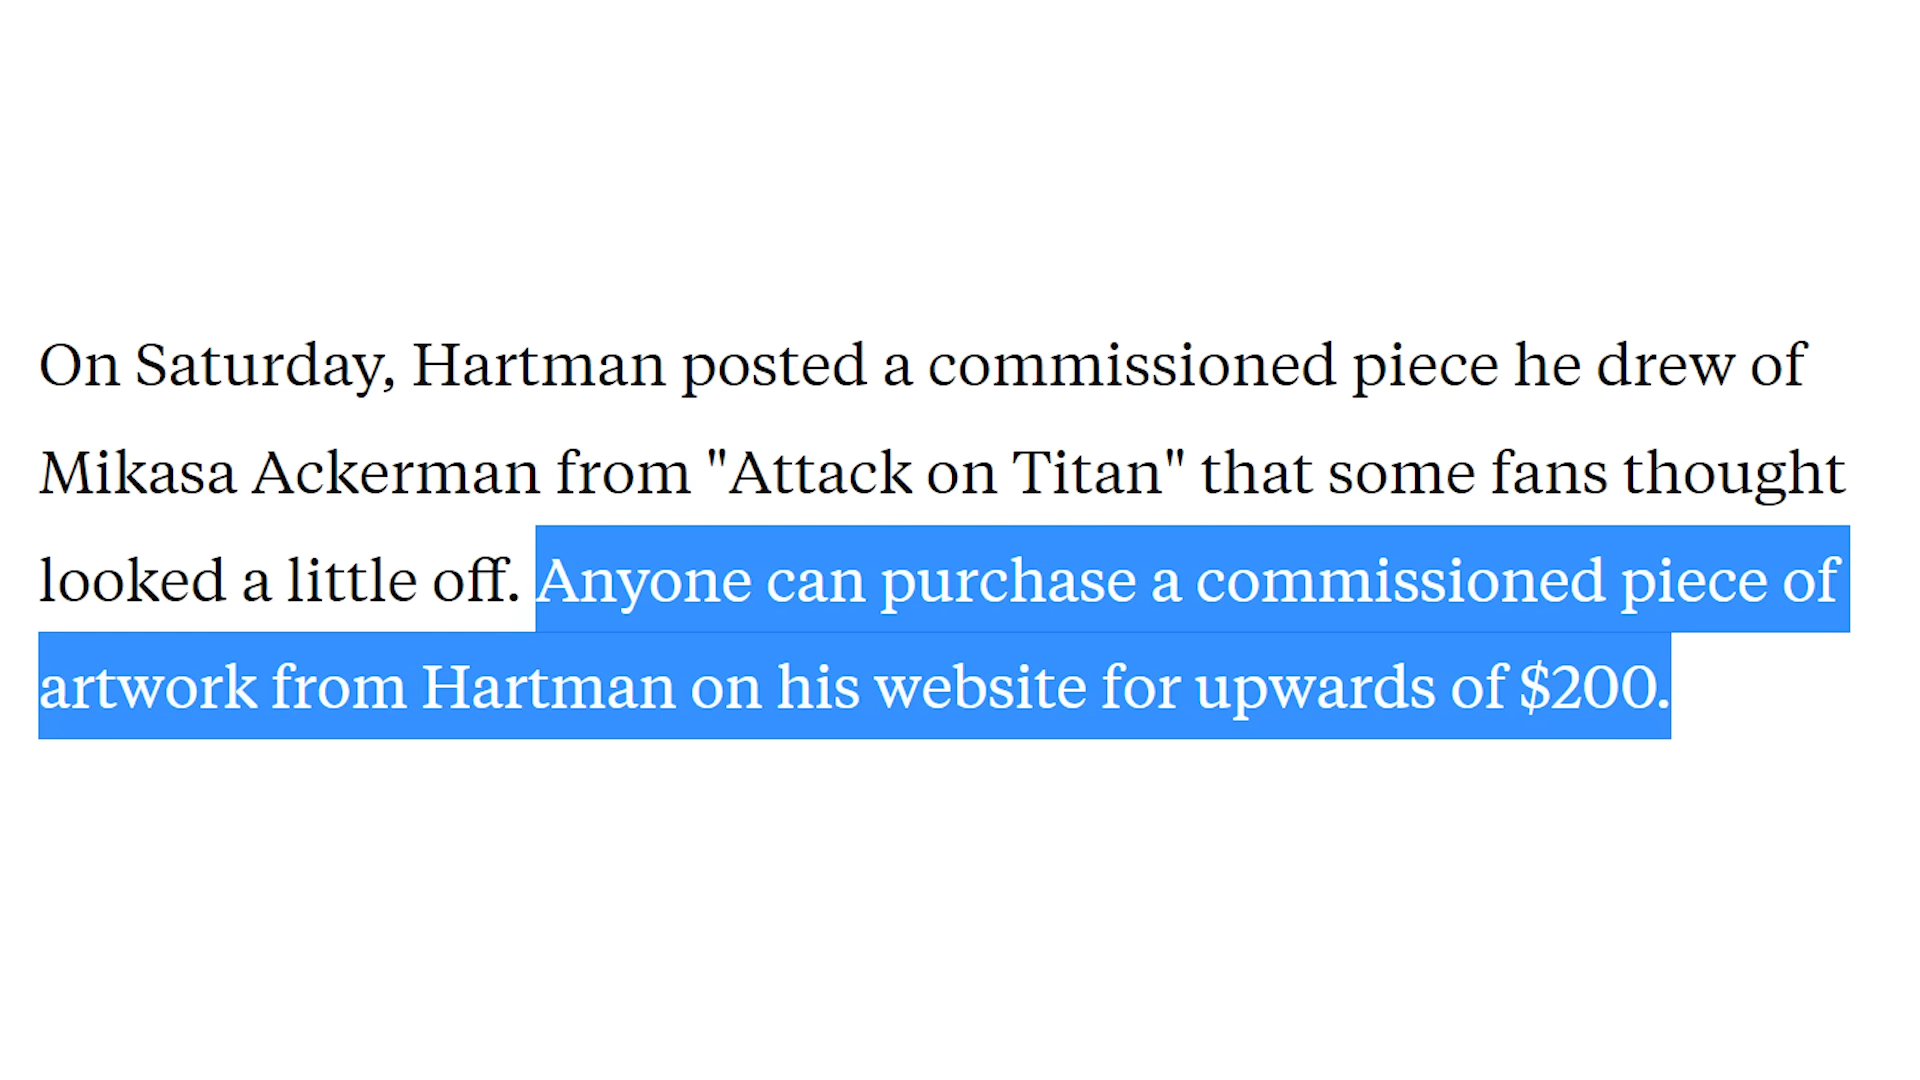 On Saturday, Hartman posted a commissioned piece he drew of
Mikasa Ackerman from "Attack on Titan" that some fans thought
looked a little off. Anyone can purchase a commissioned piece of
artwork from Hartman on his website for upwards of $200.